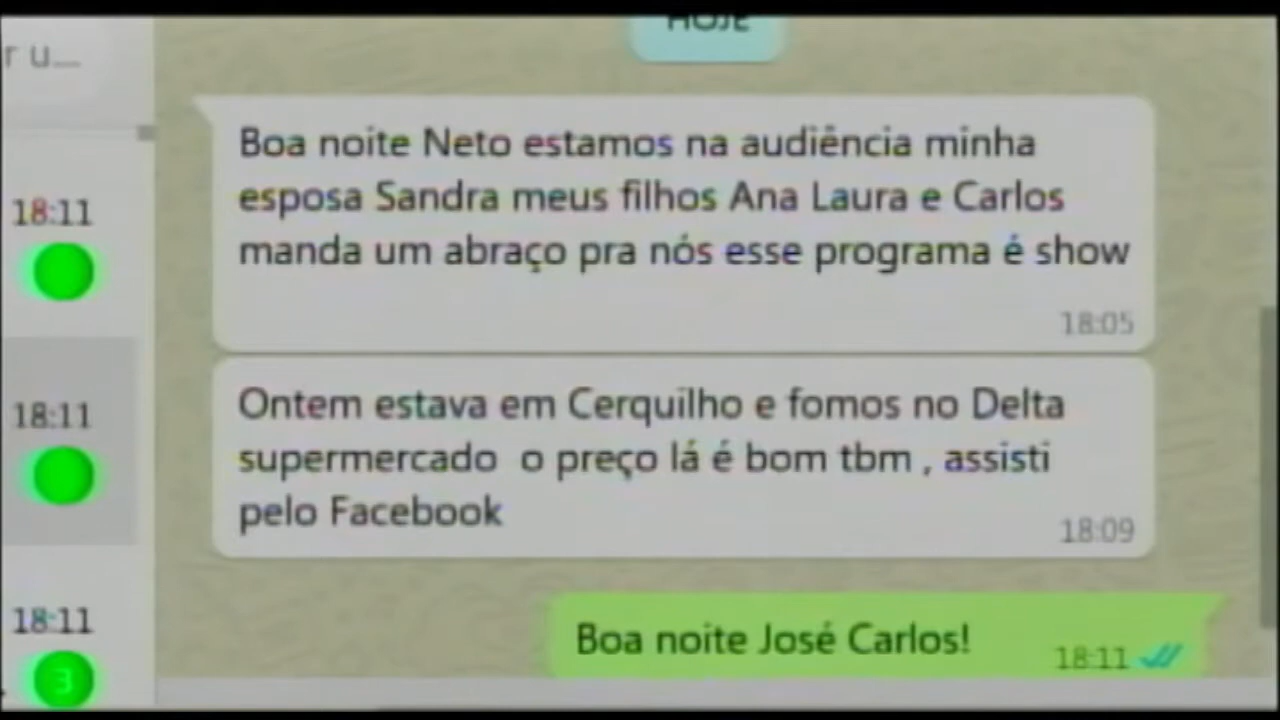 HOJE
r u...
Boa noite Neto estamos na audiência minha
esposa Sandra meus filhos Ana Laura e Carlos
manda um abraço pra nós esse programa é show
18:05
18:11
18:11
Ontem estava em Cerquilho e fomos no Delta
supermercado o preço lá é bom tbm , assisti
pelo Facebook
18:09
18:11
3
Boa noite José Carlos!
18:11